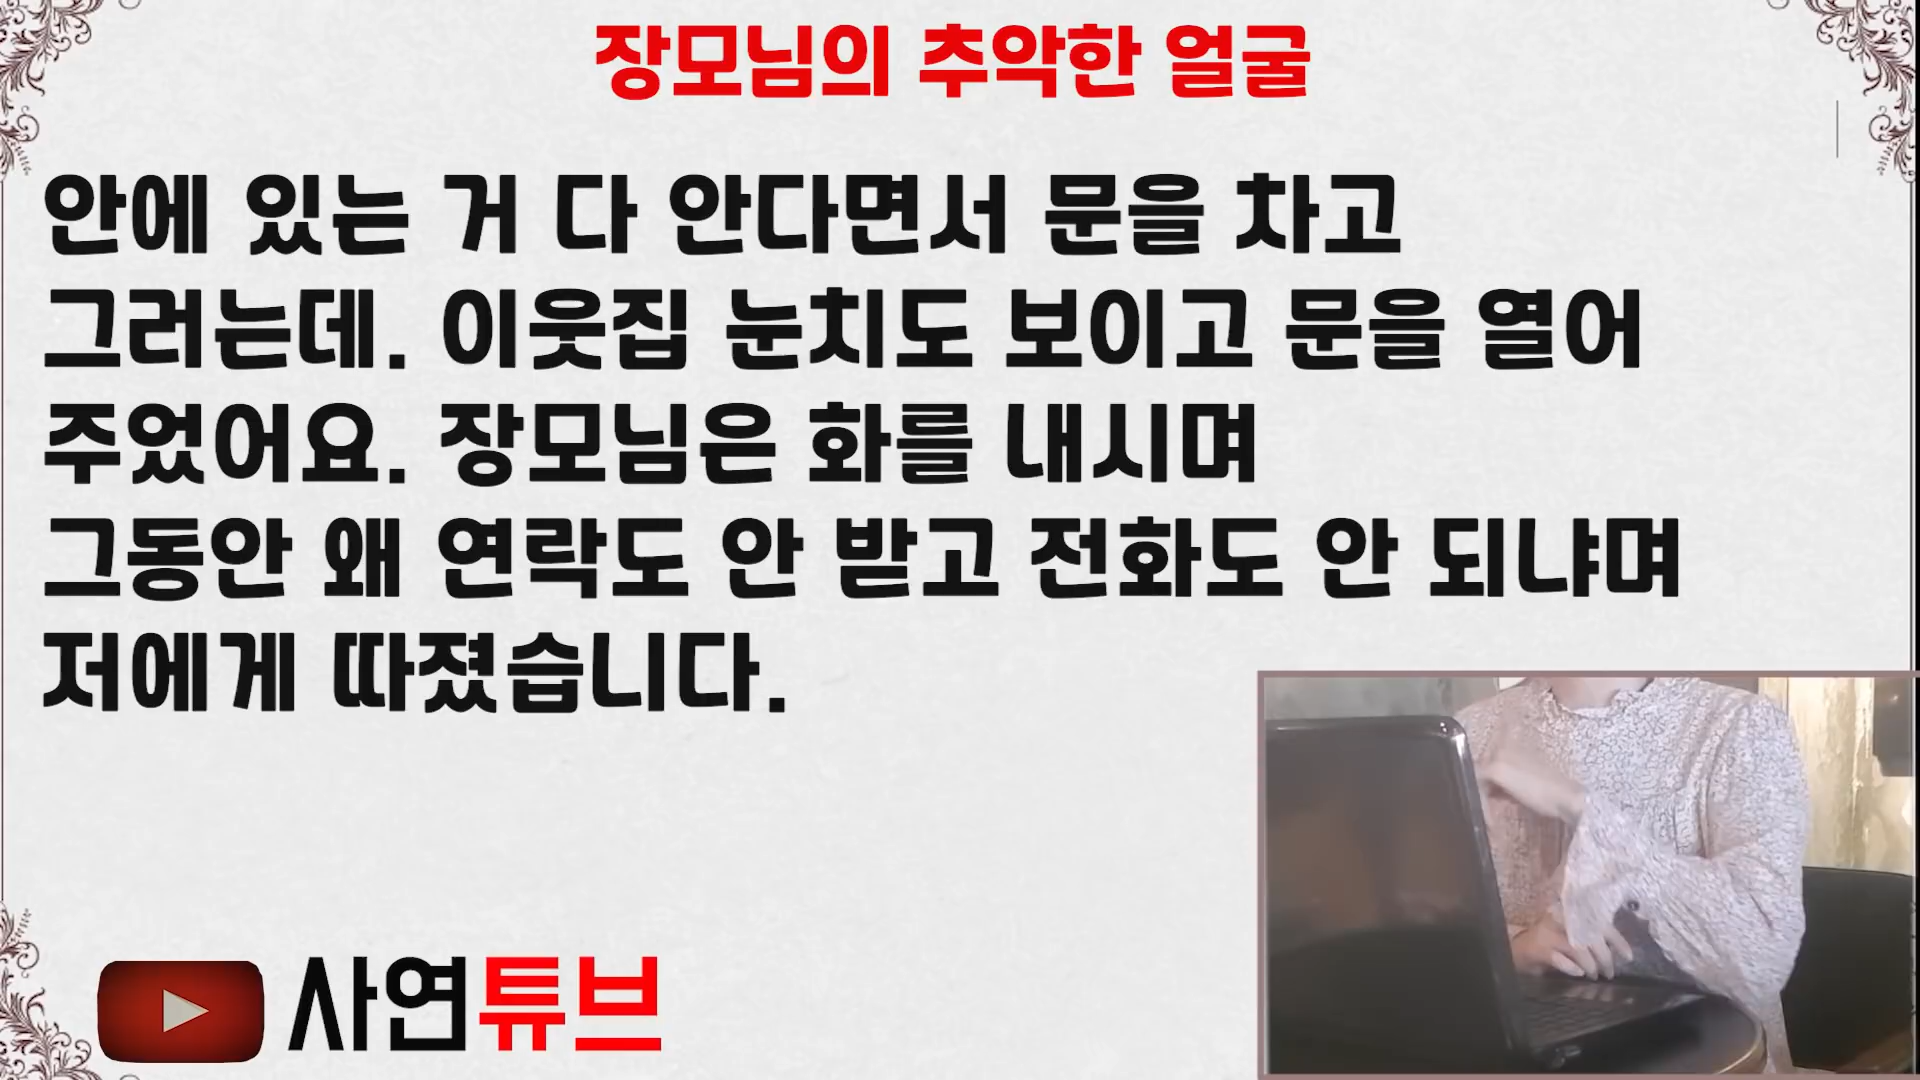 장모님의 추악한 얼굴
안에 있는 거 다 안다면서 문을 차고
그러는데. 이웃집 눈치도 보이고 문을 열어
주었어요. 장모님은 화를 내시며
그동안 왜 연락도 안 받고 전화도 안 되냐며
저에게 따졌습니다.
사연튜브